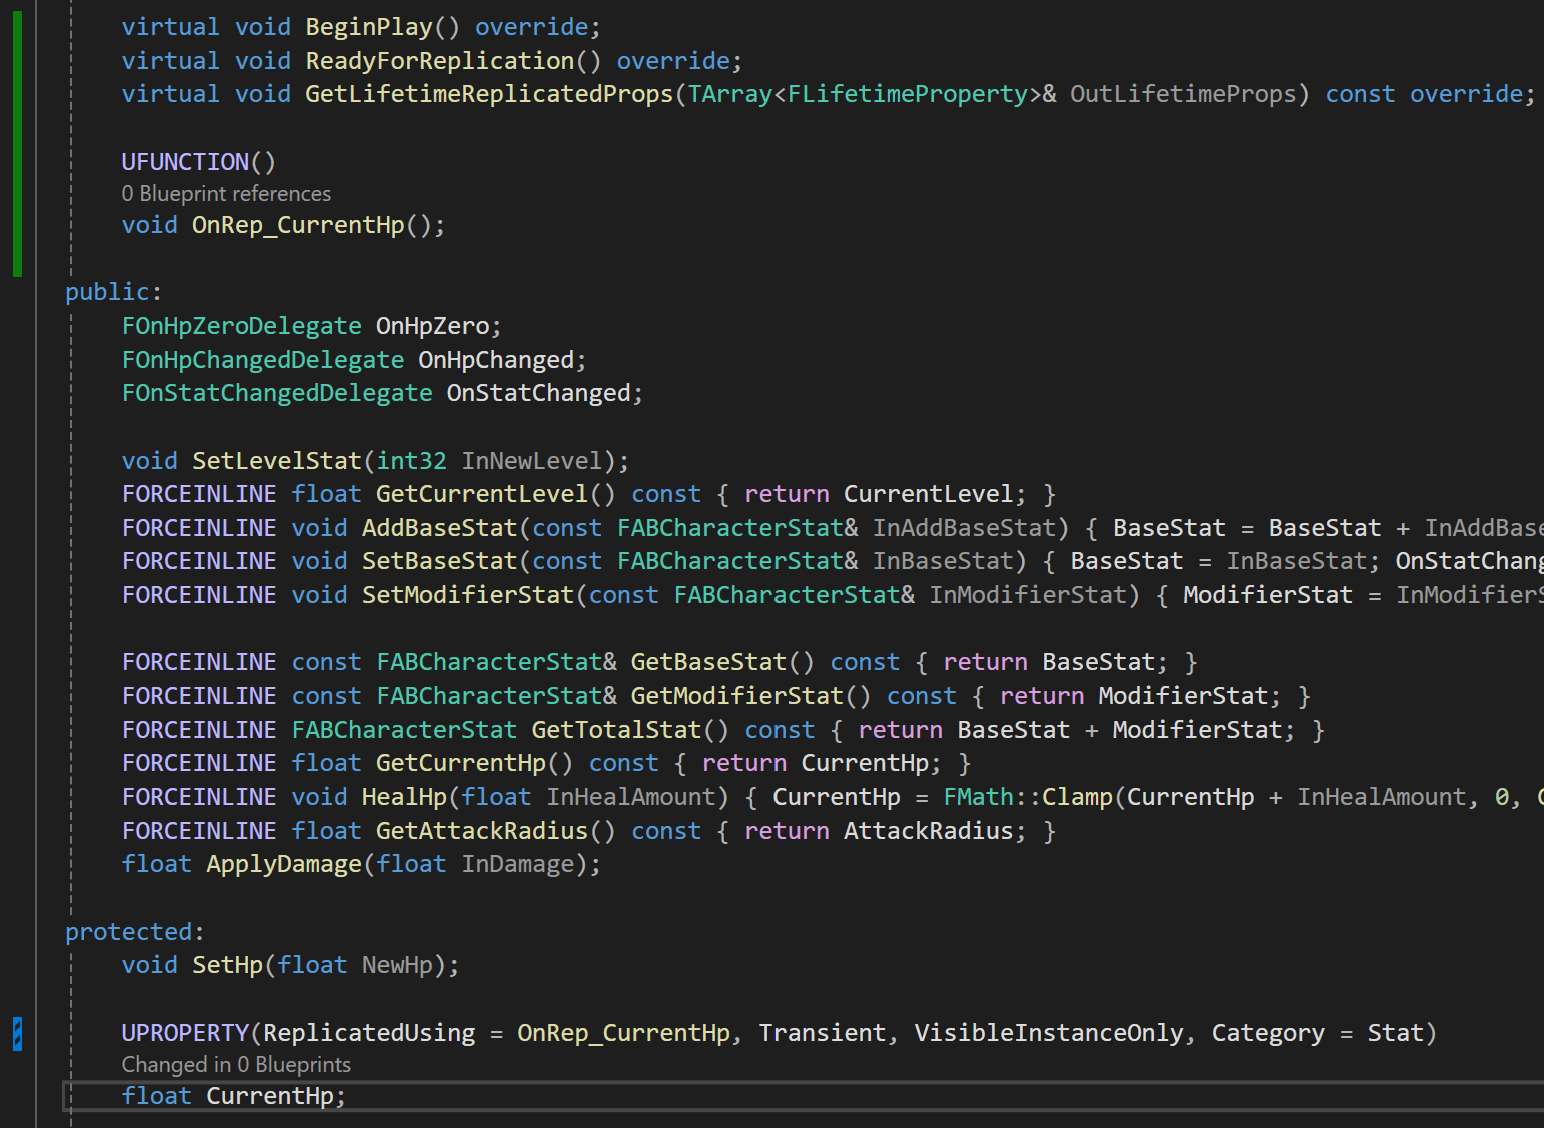 virtual void BeginPlay() override;
virtual void ReadyForReplication() override;
virtual void GetLifetimeReplicatedProps(TArray<FLifetimeProperty>& OutLifetimeProps) const override;
UFUNCTION()
0 Blueprint references
void OnRep_CurrentHp();
public:
FOnHpZeroDelegate OnHpZero;
FOnHpChangedDelegate OnHpChanged;
FOnStatChangedDelegate OnStatChanged;
void SetLevelStat(int32 InNewLevel);
FORCEINLINE float GetCurrentLevel() const { return CurrentLevel; }
FORCEINLINE void AddBaseStat(const FABCharacterStat& InAddBaseStat) { BaseStat = BaseStat + InAddBase
FORCEINLINE void SetBaseStat(const FABCharacterStat& InBaseStat) { BaseStat = InBaseStat; OnStatChang
FORCEINLINE void SetModifierStat(const FABCharacterStat& InModifierStat) { ModifierStat = InModifierS
FORCEINLINE const FABCharacterStat& GetBaseStat() const { return BaseStat; }
FORCEINLINE const FABCharacterStat& GetModifierStat() const { return ModifierStat; }
FORCEINLINE FABCharacterStat GetTotalStat() const { return BaseStat + ModifierStat; }
FORCEINLINE float GetCurrentHp() const { return CurrentHp; }
FORCEINLINE void HealHp(float InHealAmount) { CurrentHp = FMath::Clamp(CurrentHp + InHealAmount, 0,
FORCEINLINE float GetAttackRadius() const { return AttackRadius; }
float ApplyDamage(float InDamage);
protected:
void SetHp(float NewHp);
UPROPERTY(ReplicatedUsing = OnRep_CurrentHp, Transient, VisibleInstanceOnly, Category = Stat)
Changed in 0 Blueprints
float CurrentHp;